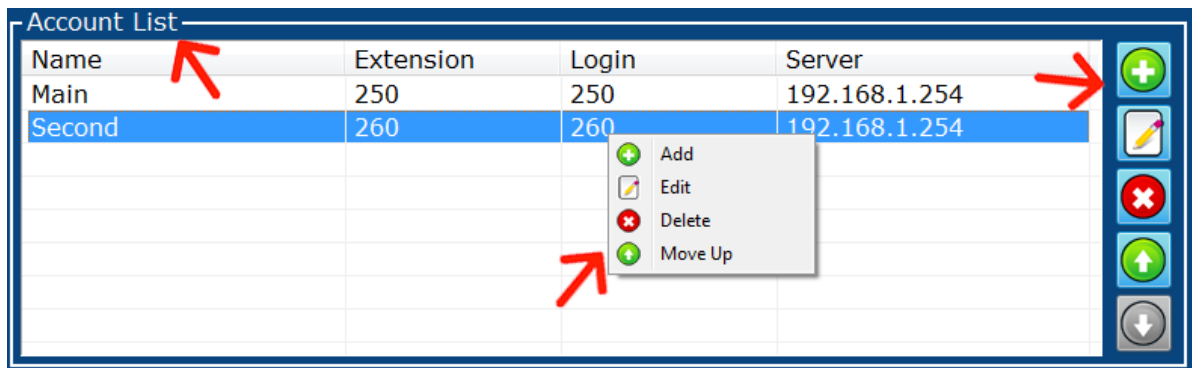 Account List
Name Extension Login Server
Main 250 250 192.168.1.254
Second 260 260 192.168.1.254
Add
Edit
Delete
Move Up